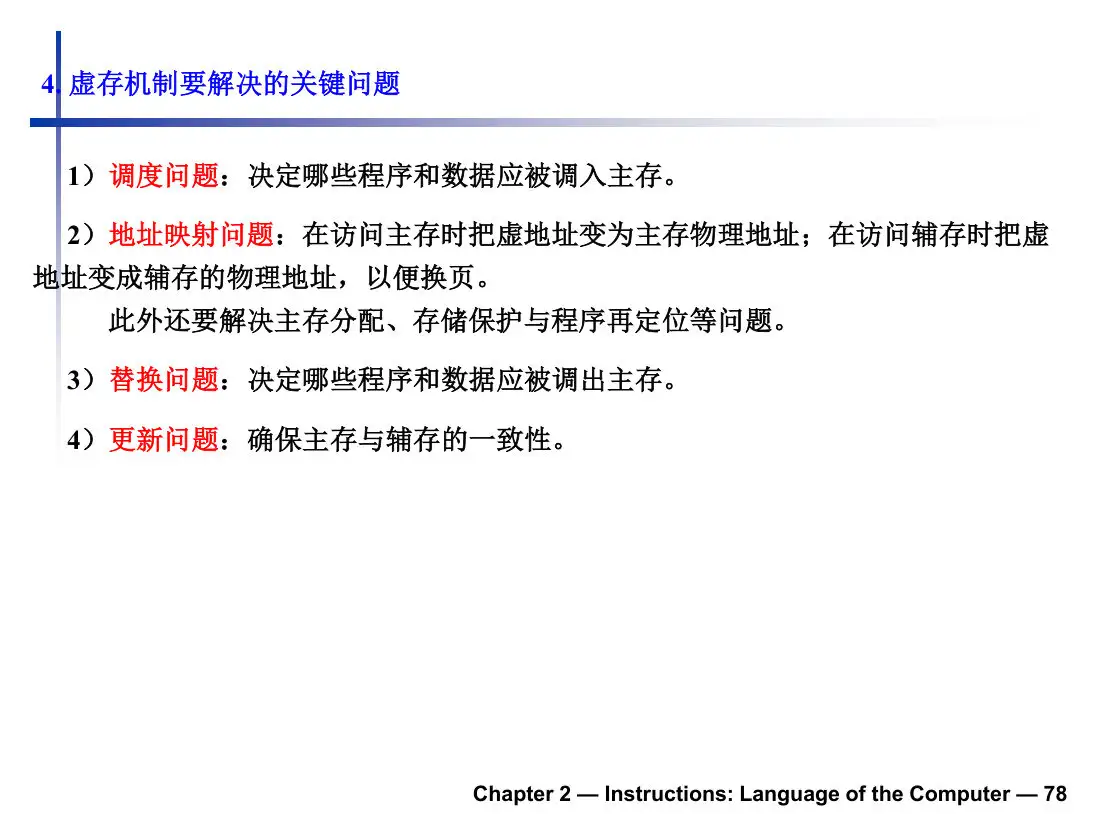 4. 虚存机制要解决的关键问题
1）调度问题：决定哪些程序和数据应被调入主存。
2）地址映射问题：在访问主存时把虚地址变为主存物理地址；在访问辅存时把虚
地址变成辅存的物理地址，以便换页。
此外还要解决主存分配、存储保护与程序再定位等问题。
3）替换问题：决定哪些程序和数据应被调出主存。
4）更新问题：确保主存与辅存的一致性。
Chapter 2 — Instructions: Language of the Computer — 78